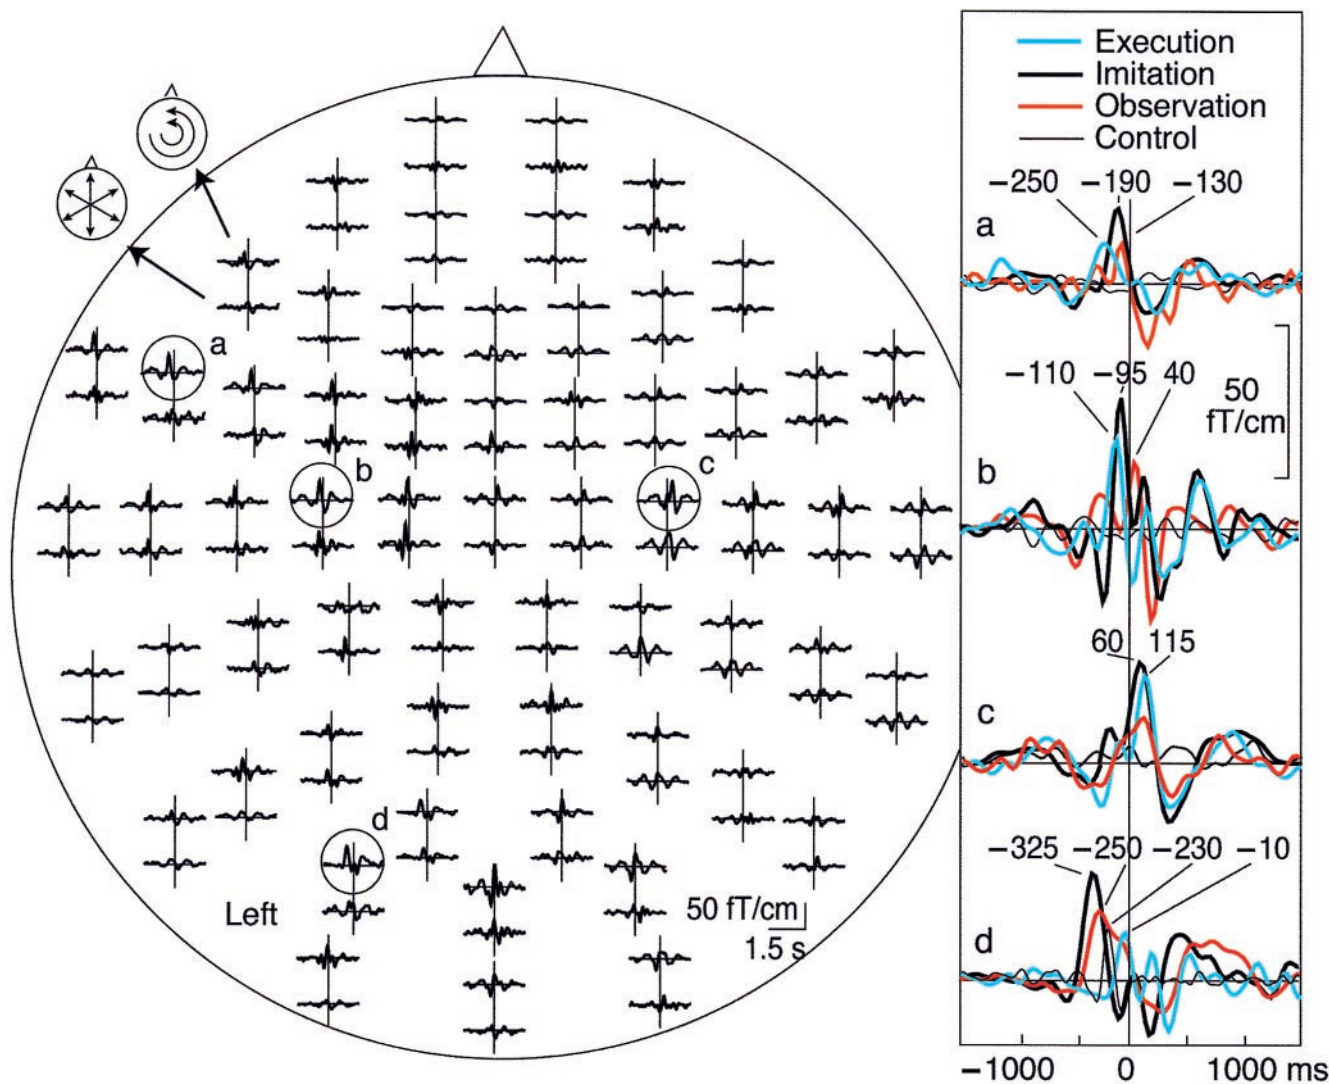 Execution
Imitation
Observation
Control
−250 −190 −130
a
−110 −95 40
50
fT/cm
b
60 115
c
−325 −250 −230 −10
d
−1000 0 1000 ms
a
b
c
d
Left
50 fT/cm
1.5 s